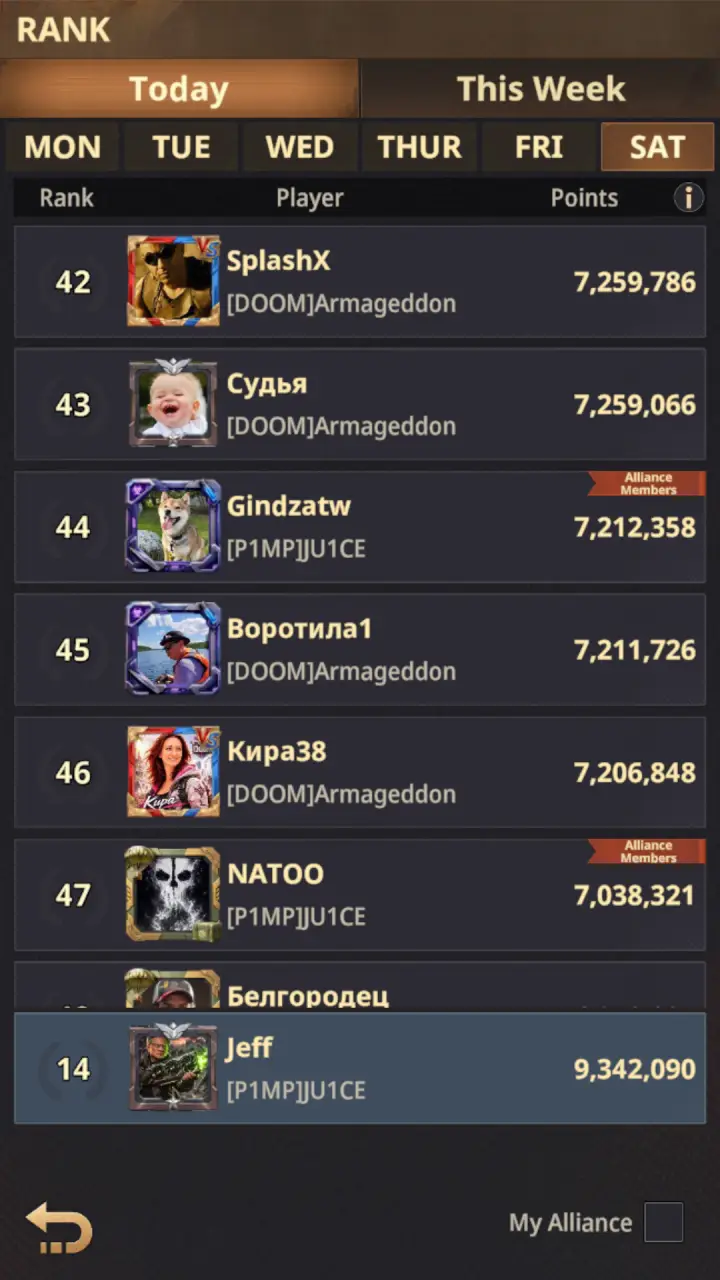 RANK
Today
This Week
MON TUE WED THUR FRI SAT
Rank Player Points
42 SplashX 7,259,786
[DOOM]Armageddon
43 Судья 7,259,066
[DOOM]Armageddon
Alliance Members
44 Gindzatw 7,212,358
[P1MP]JU1CE
45 Воротила1 7,211,726
[DOOM]Armageddon
46 Кира38 7,206,848
Кира
[DOOM]Armageddon
Alliance Members
47 NATOO 7,038,321
[P1MP]JU1CE
Белгородец
14 Jeff 9,342,090
[P1MP]JU1CE
My Alliance